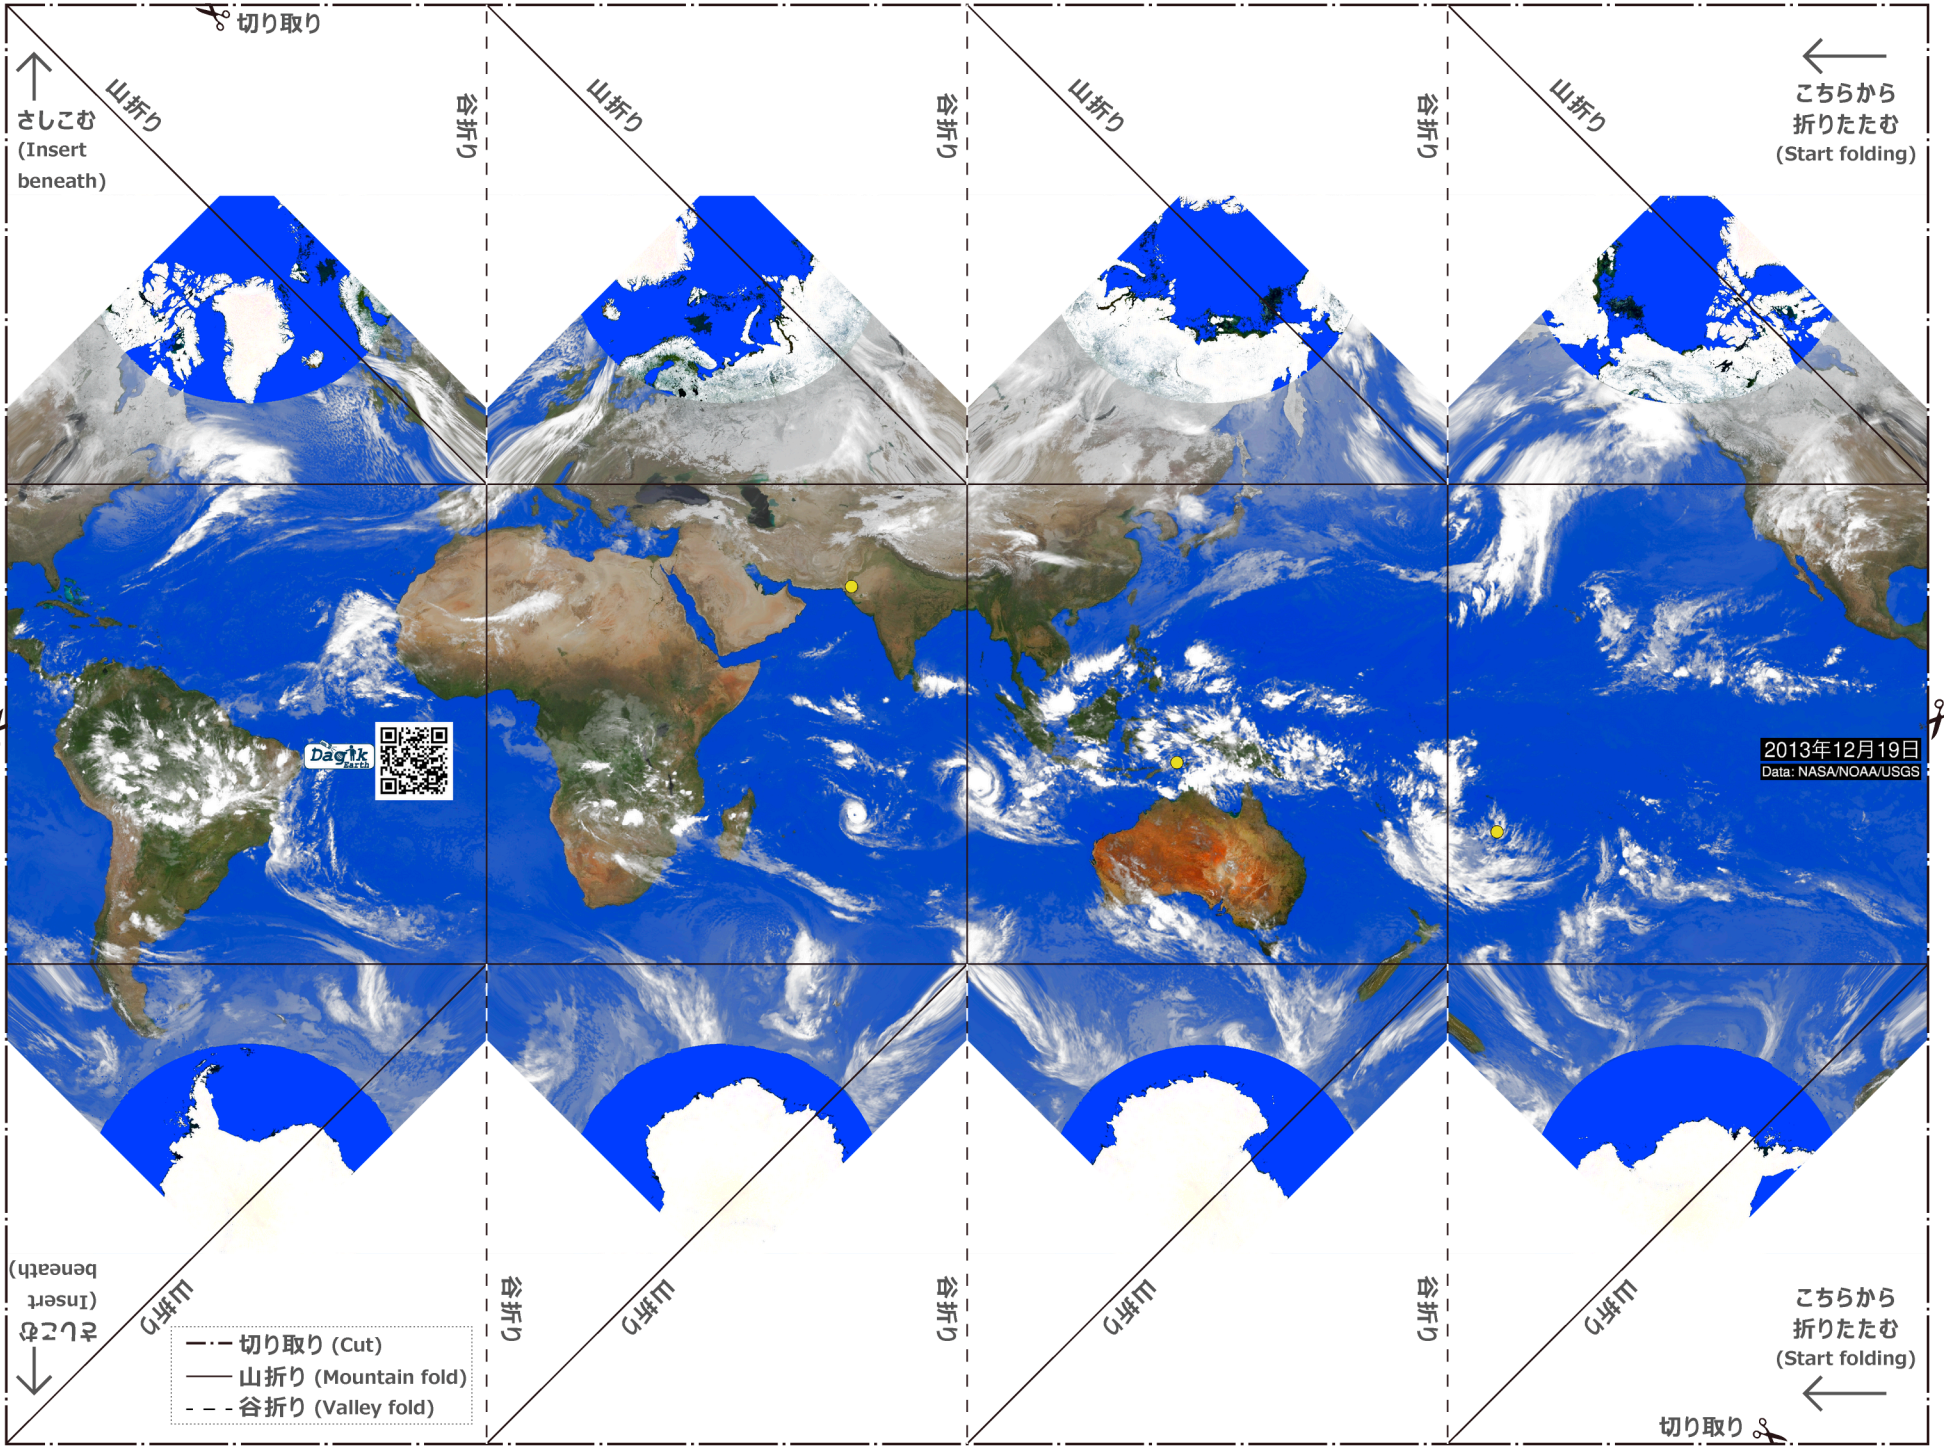 切り取り
山折り
谷折り
山折り
谷折り
山折り
谷折り
山折り
さしこむ
(Insert
beneath)
こちらから
折りたたむ
(Start folding)
Dagik
Earth
2013年12月19日
Data: NASA/NOAA/USGS
さしこむ
(Insert
beneath)
山折り
谷折り
山折り
谷折り
山折り
谷折り
山折り
切り取り (Cut)
山折り (Mountain fold)
谷折り (Valley fold)
こちらから
折りたたむ
(Start folding)
切り取り